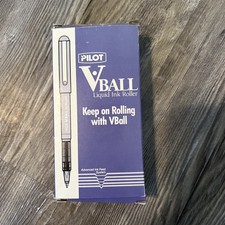 PILOT
VBALL
Liquid Ink Roller
Keep on Rolling
with VBall